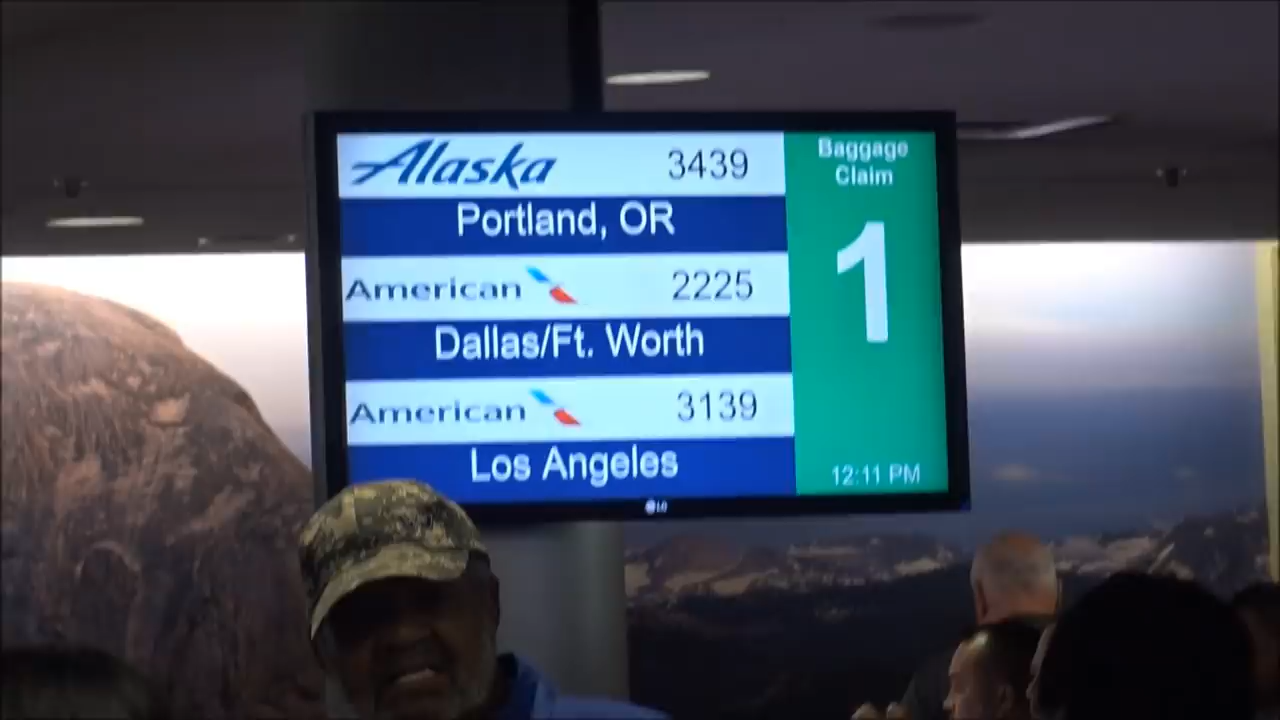 Alaska 3439
Portland, OR
American 2225
Dallas/Ft. Worth
American 3139
Los Angeles
Baggage
Claim
1
12:11 PM
LG